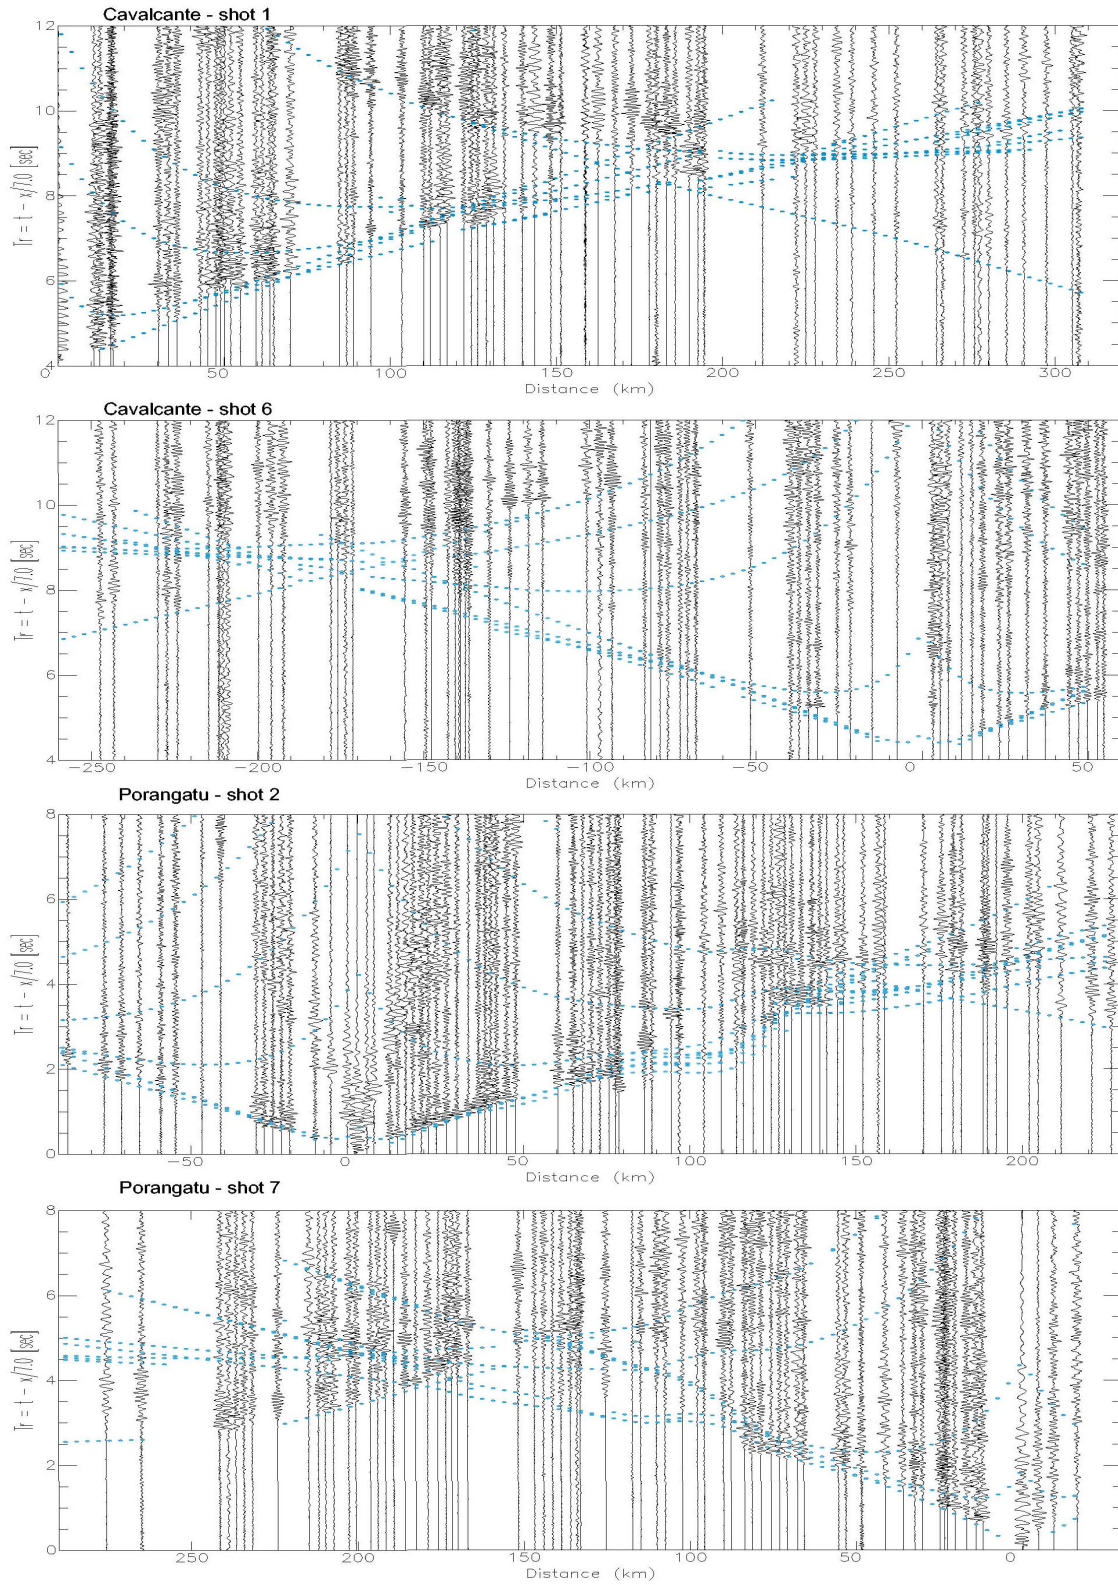 Cavalcante - shot 1
12
10
8
6
4
Tr = t - x/7.0 [sec]
0 50 100 150 200 250 300
Distance (km)
Cavalcante - shot 6
12
10
8
6
4
Tr = t - x/7.0 [sec]
−250 −200 −150 −100 −50 0 50
Distance (km)
Porangatu - shot 2
8
6
4
2
0
Tr = t - x/7.0 [sec]
−50 0 50 100 150 200
Distance (km)
Porangatu - shot 7
8
6
4
2
0
Tr = t - x/7.0 [sec]
250 200 150 100 50 0
Distance (km)